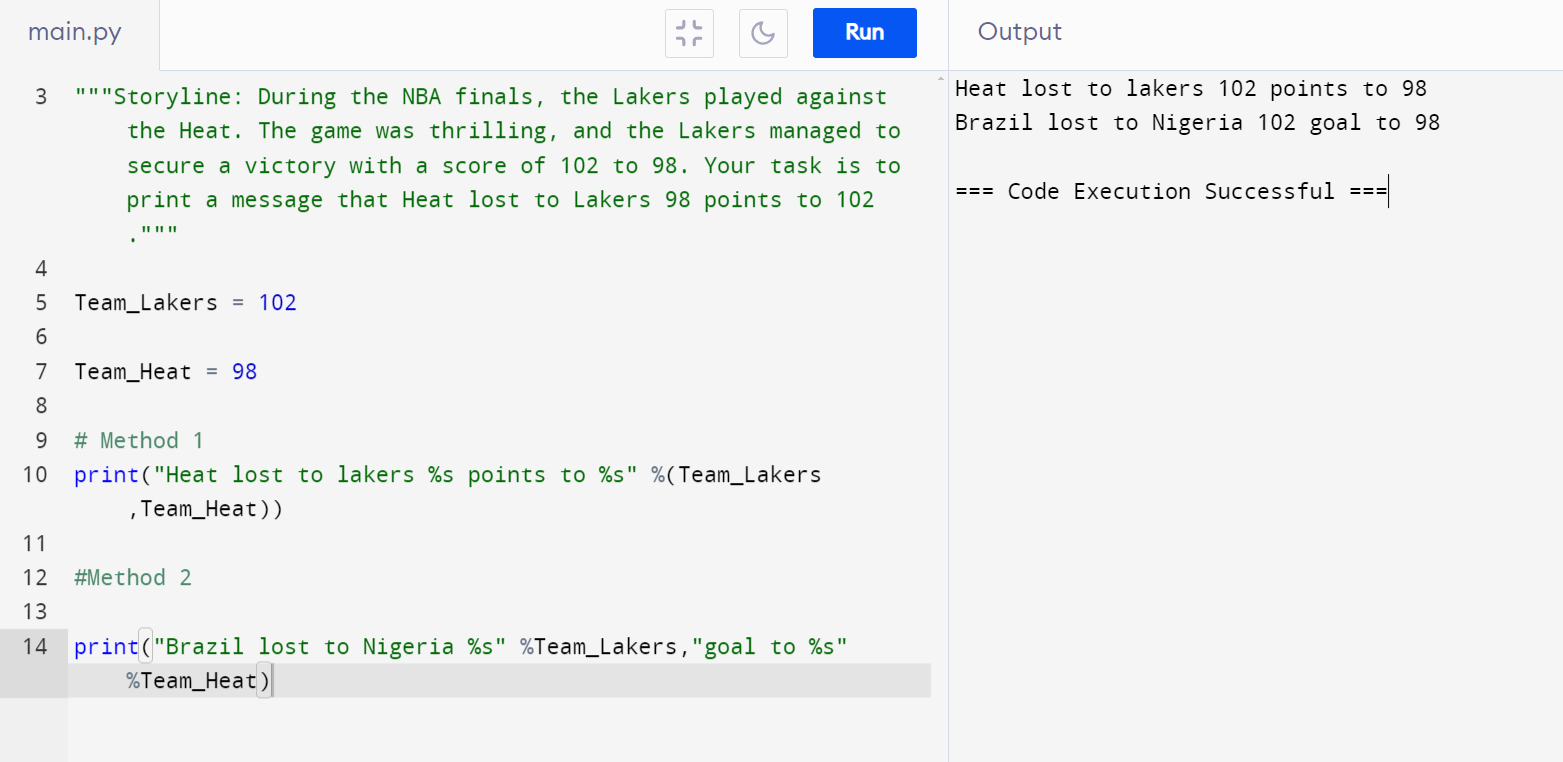 main.py
Run
Output
3 """Storyline: During the NBA finals, the Lakers played against
the Heat. The game was thrilling, and the Lakers managed to
secure a victory with a score of 102 to 98. Your task is to
print a message that Heat lost to Lakers 98 points to 102
."""
4
5 Team_Lakers = 102
6
7 Team_Heat = 98
8
9 # Method 1
10 print("Heat lost to lakers %s points to %s" %(Team_Lakers
,Team_Heat))
11
12 #Method 2
13
14 print("Brazil lost to Nigeria %s" %Team_Lakers,"goal to %s"
%Team_Heat)
Heat lost to lakers 102 points to 98
Brazil lost to Nigeria 102 goal to 98
=== Code Execution Successful ===